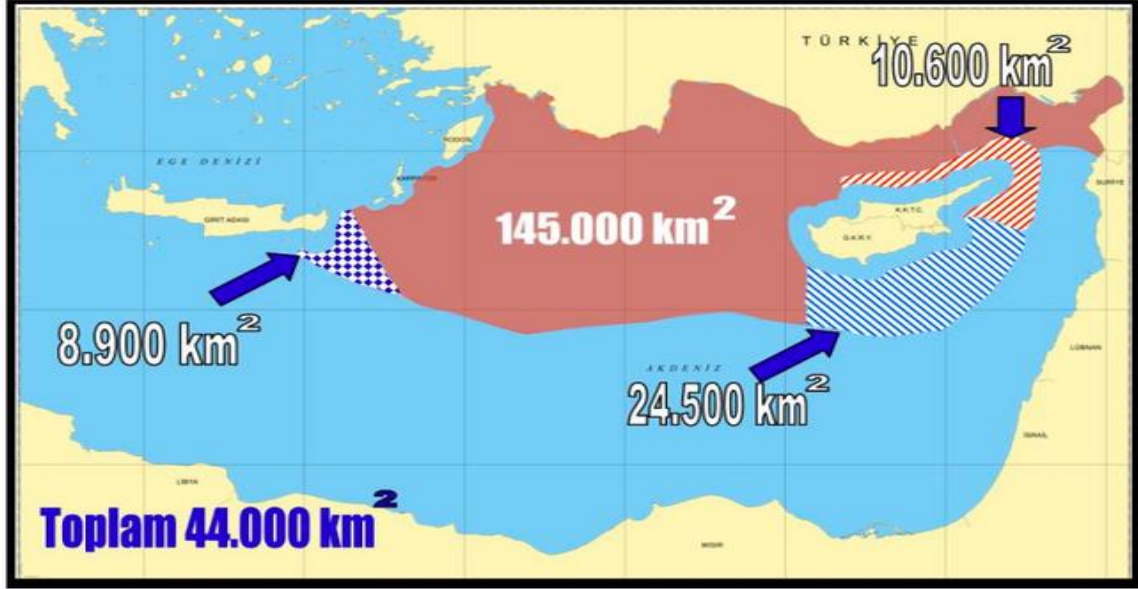 TÜRKİYE
10.600 km²
EGE DENİZİ
RODOS
KARPATHOS
GİRİT ADASI
K.K.T.C.
G.K.R.Y.
SURİYE
145.000 km²
8.900 km²
AKDENİZ
24.500 km²
LÜBNAN
İSRAİL
LİBYA
Toplam 44.000 km²
MISIR